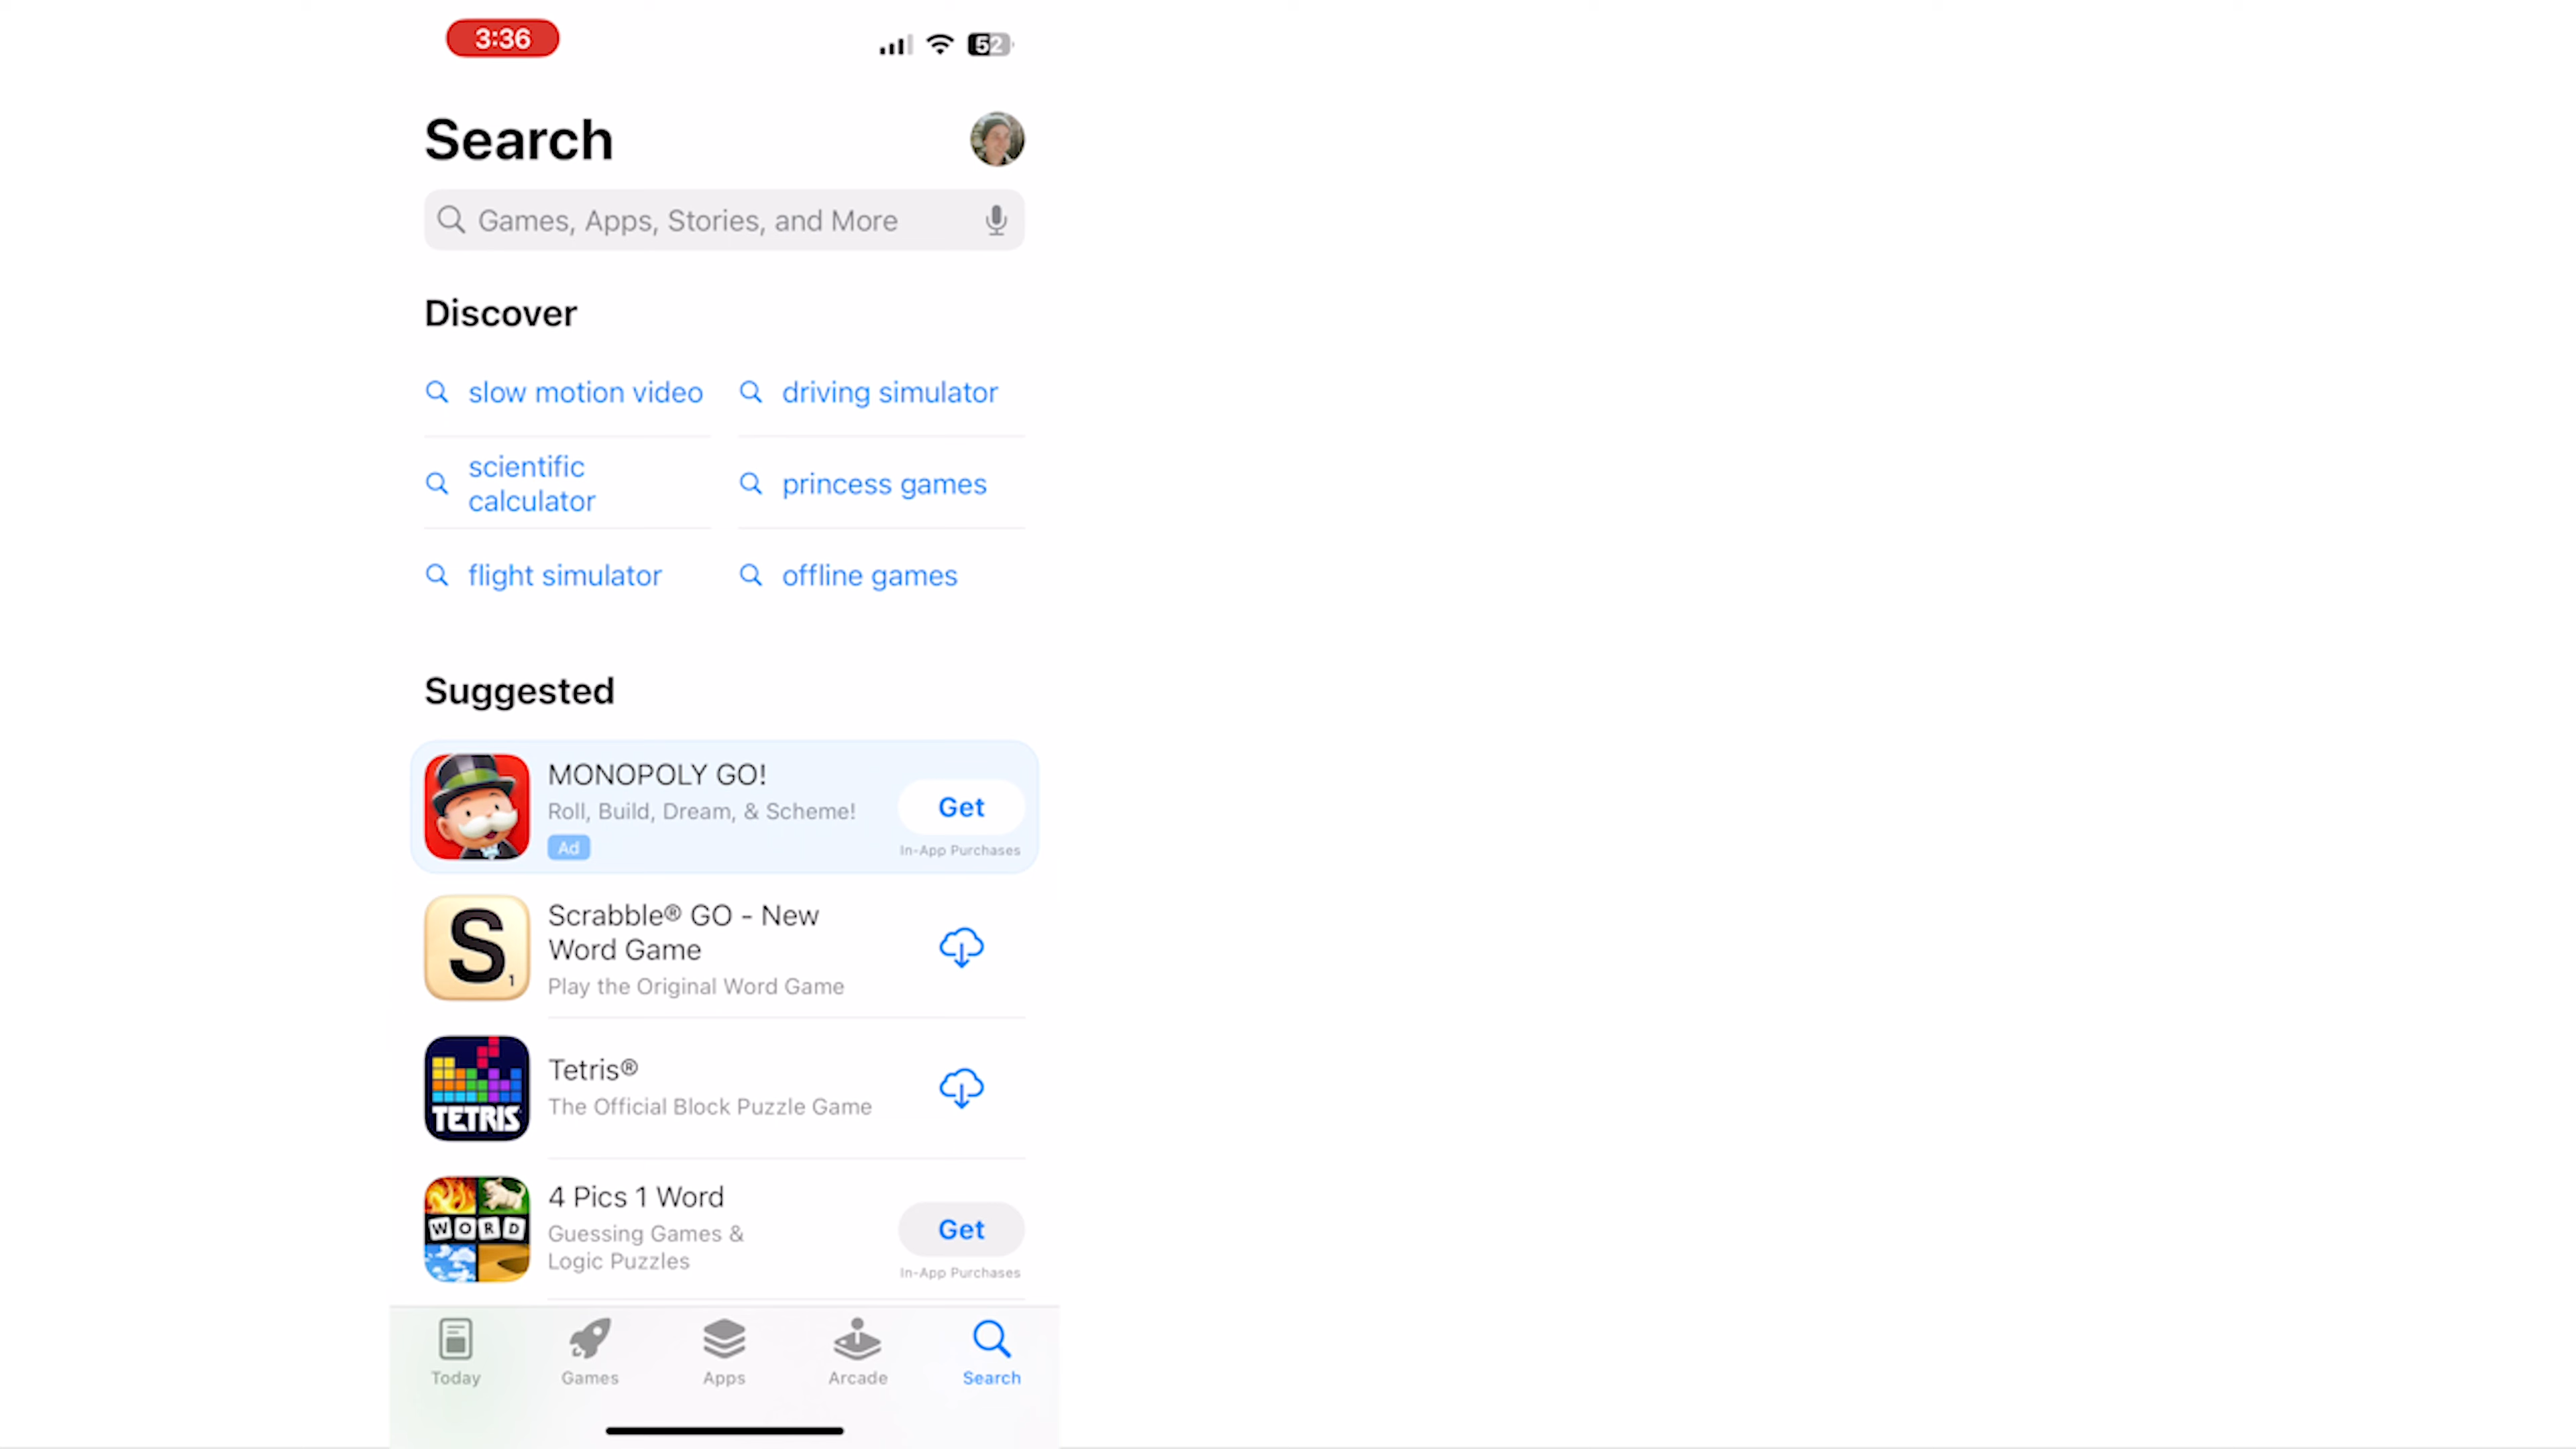 3:36
52
Search
Games, Apps, Stories, and More
Discover
slow motion video
driving simulator
scientific
calculator
princess games
flight simulator
offline games
Suggested
MONOPOLY GO!
Roll, Build, Dream, & Scheme!
Ad
Get
In-App Purchases
S
1
Scrabble® GO - New
Word Game
Play the Original Word Game
TETRIS
Tetris®
The Official Block Puzzle Game
WORD
4 Pics 1 Word
Guessing Games &
Logic Puzzles
Get
In-App Purchases
Today
Games
Apps
Arcade
Search